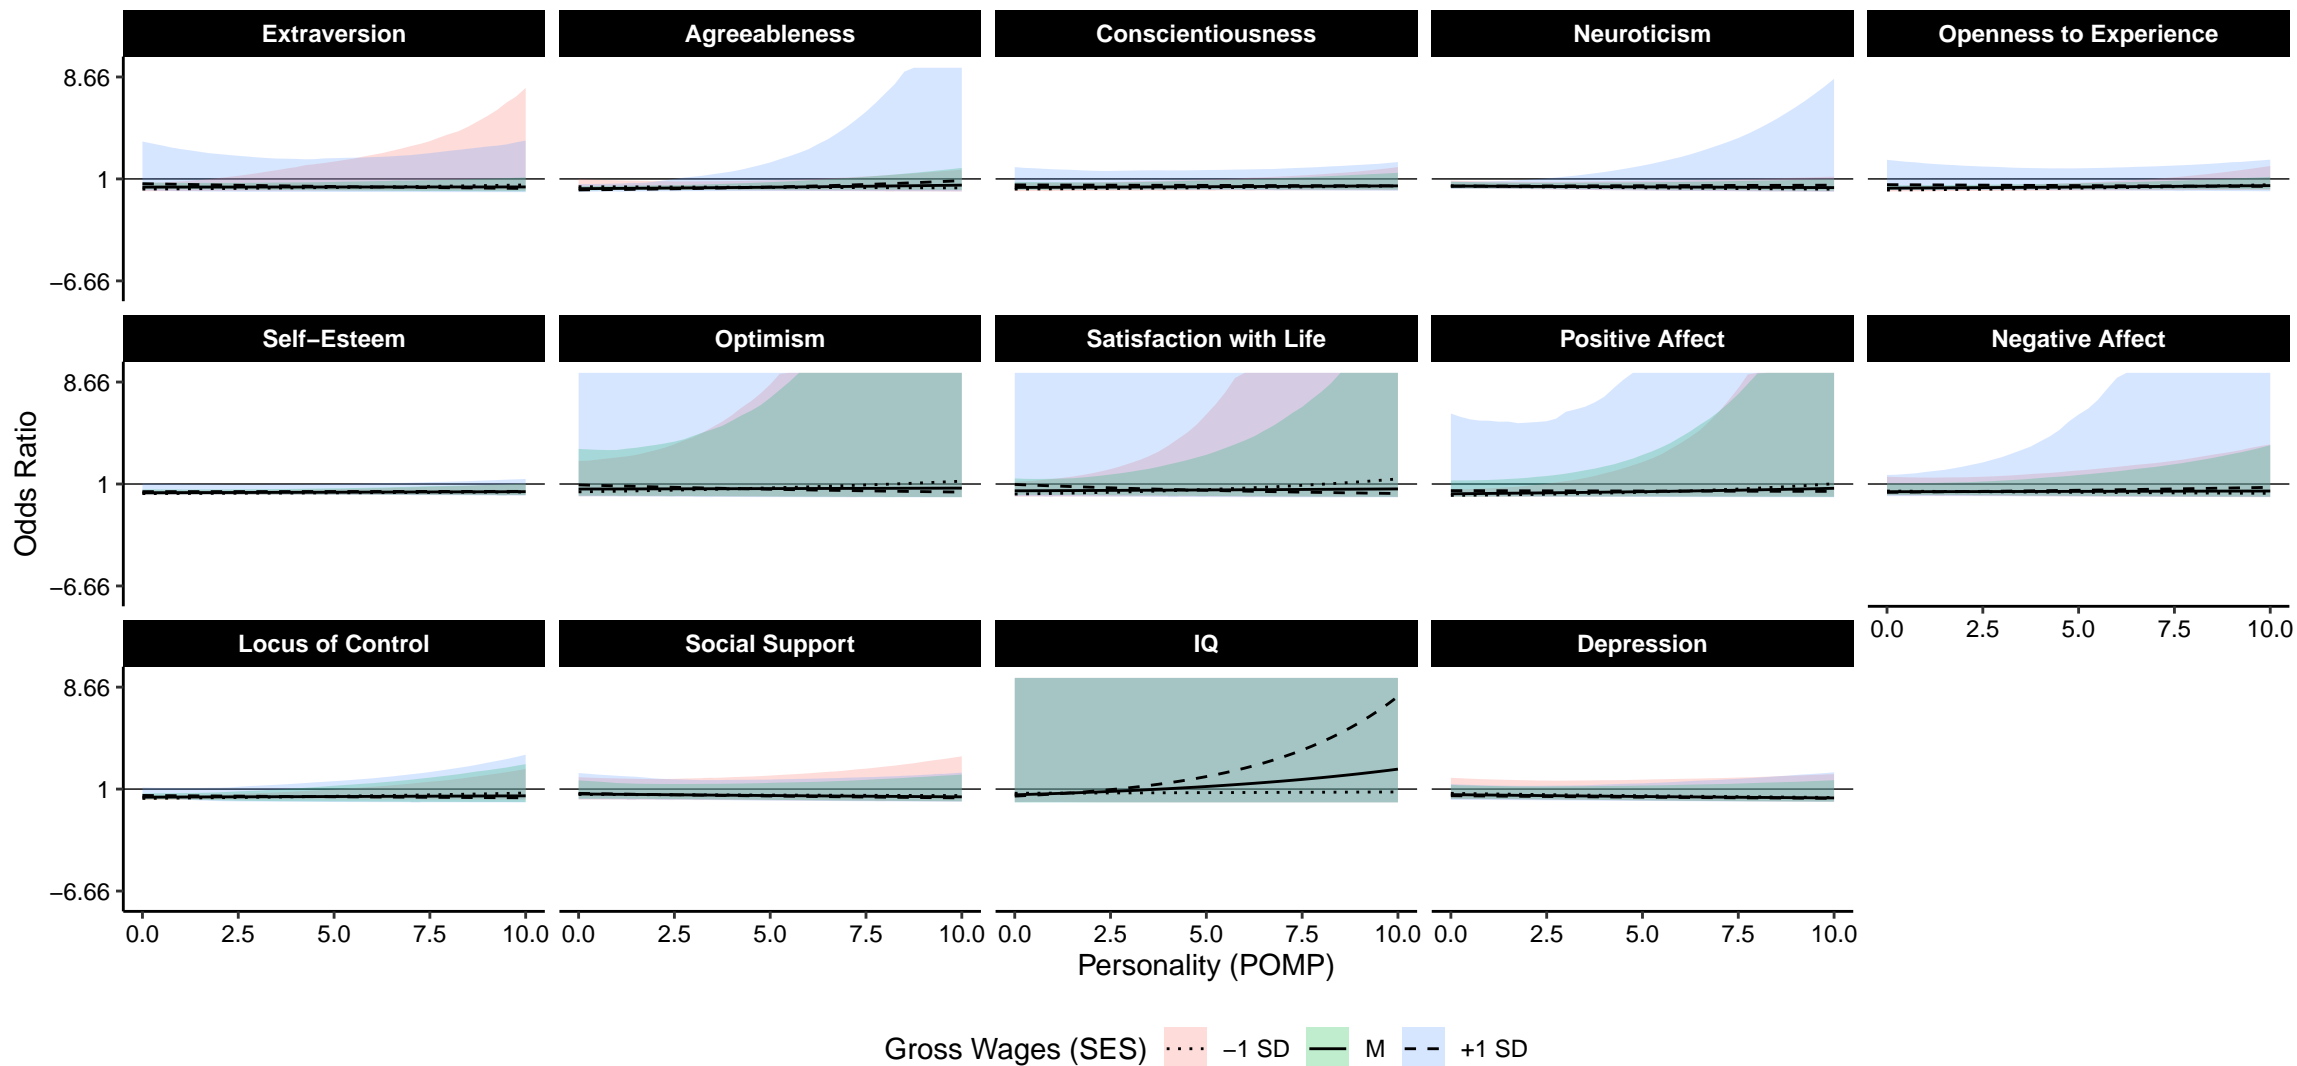 Extraversion Agreeableness Conscientiousness Neuroticism Openness to Experience
8.66
1
−6.66
Self−Esteem Optimism Satisfaction with Life Positive Affect Negative Affect
8.66
1
−6.66
0.0 2.5 5.0 7.5 10.0
Locus of Control Social Support IQ Depression
8.66
1
−6.66
0.0 2.5 5.0 7.5 10.0 0.0 2.5 5.0 7.5 10.0 0.0 2.5 5.0 7.5 10.0 0.0 2.5 5.0 7.5 10.0
Odds Ratio
Personality (POMP)
Gross Wages (SES) −1 SD M +1 SD